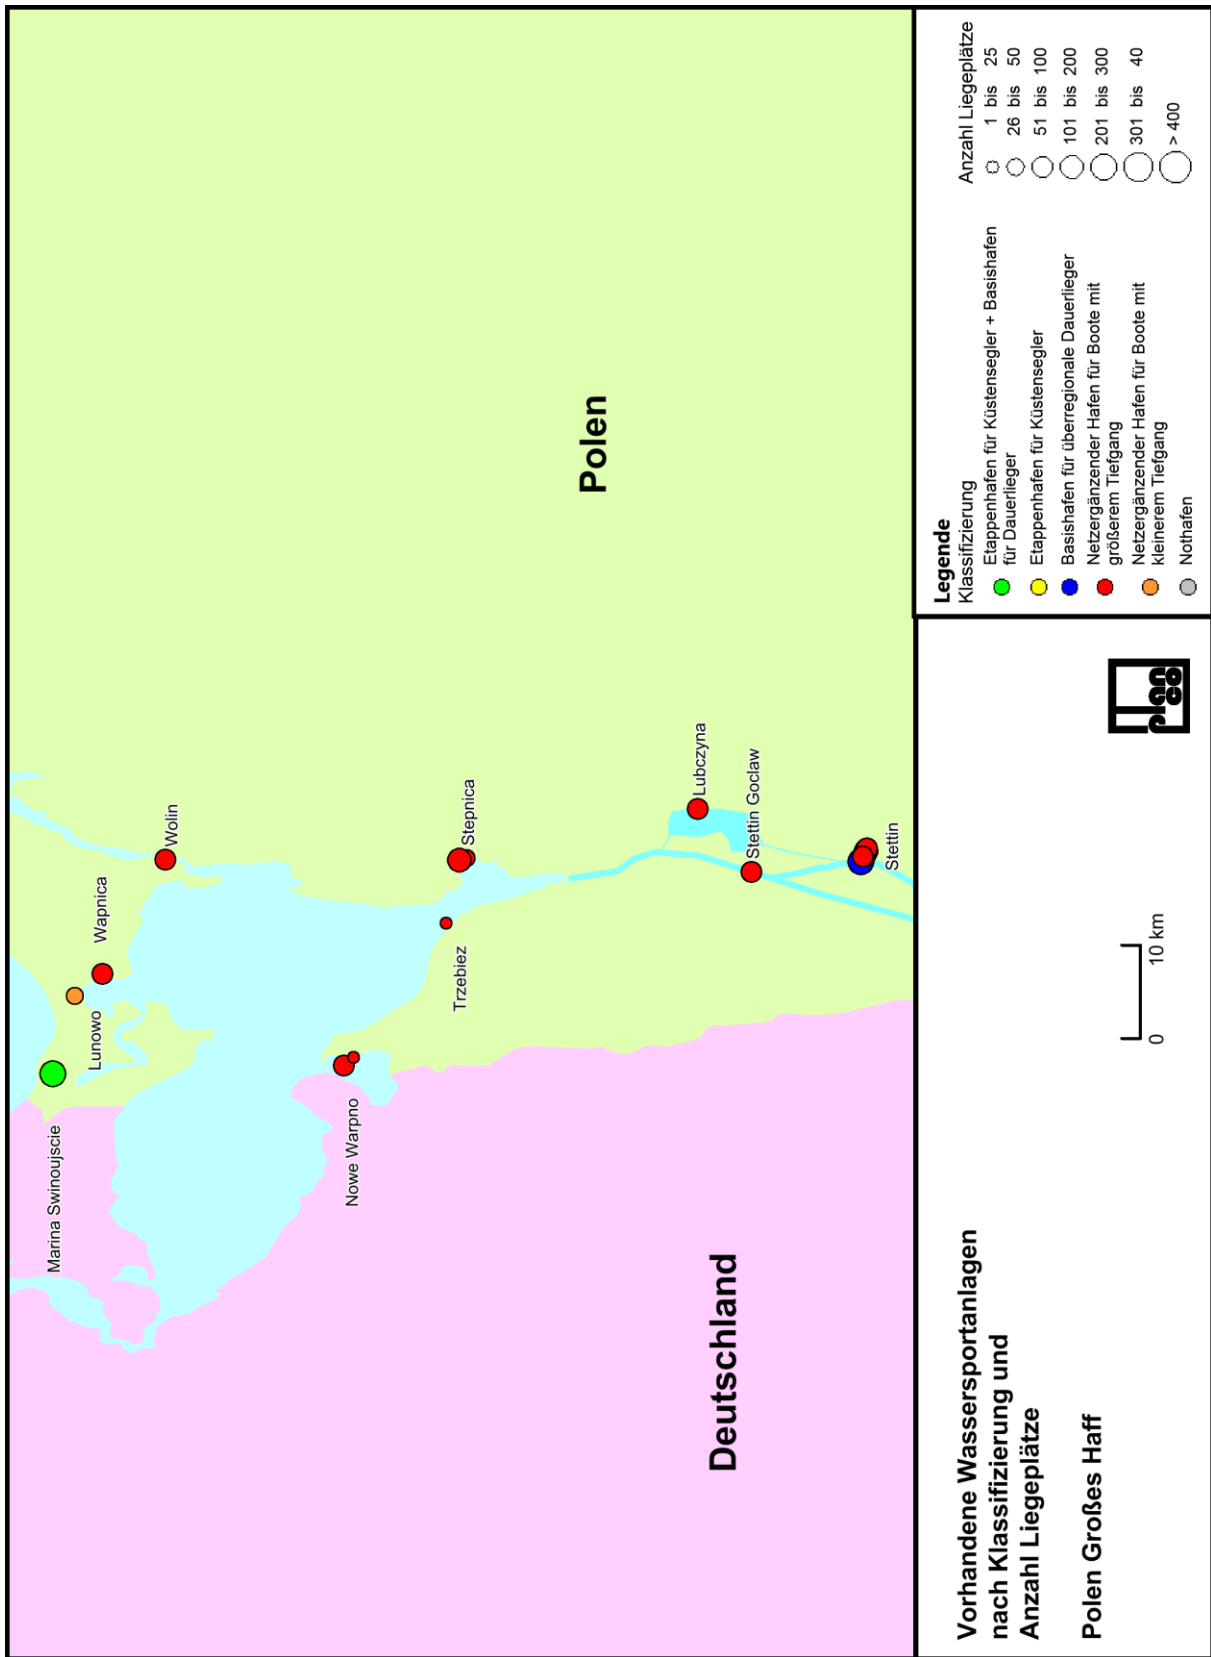 Marina Swinoujscie
Lunowo
Wapnica
Wolin
Nowe Warpno
Trzebiez
Stepnica
Lubczyna
Stettin Goclaw
Stettin
Deutschland
Polen
Vorhandene Wassersportanlagen
nach Klassifizierung und
Anzahl Liegeplätze
Polen Großes Haff
0
10 km
plan
co
Legende
Klassifizierung
Etappenhafen für Küstensegler + Basishafen
für Dauerlieger
Etappenhafen für Küstensegler
Basishafen für überregionale Dauerlieger
Netzergänzender Hafen für Boote mit
größerem Tiefgang
Netzergänzender Hafen für Boote mit
kleinerem Tiefgang
Nothafen
Anzahl Liegeplätze
1 bis 25
26 bis 50
51 bis 100
101 bis 200
201 bis 300
301 bis 40
> 400